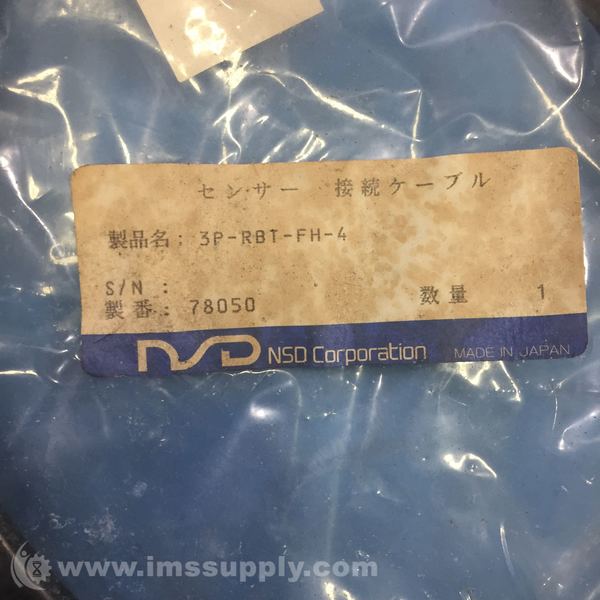 センサー 接続ケーブル
製品名: 3P-RBT-FH-4
S/N :
製番: 78050 数量 1
NSD NSD Corporation MADE IN JAPAN
www.imssupply.com